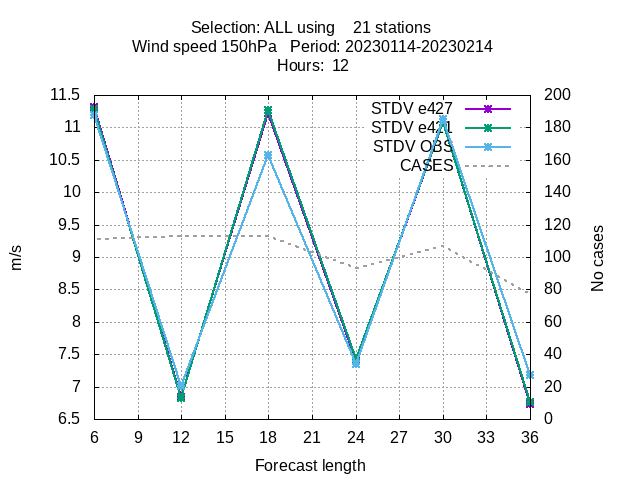 Selection: ALL using    21 stations
Wind speed 150hPa   Period: 20230114-20230214
Hours:  12
11.5
11
10.5
10
9.5
9
8.5
8
7.5
7
6.5
m/s
STDV e427
STDV e421
STDV OBS
CASES
200
180
160
140
120
100
80
60
40
20
0
No cases
6 9 12 15 18 21 24 27 30 33 36
Forecast length